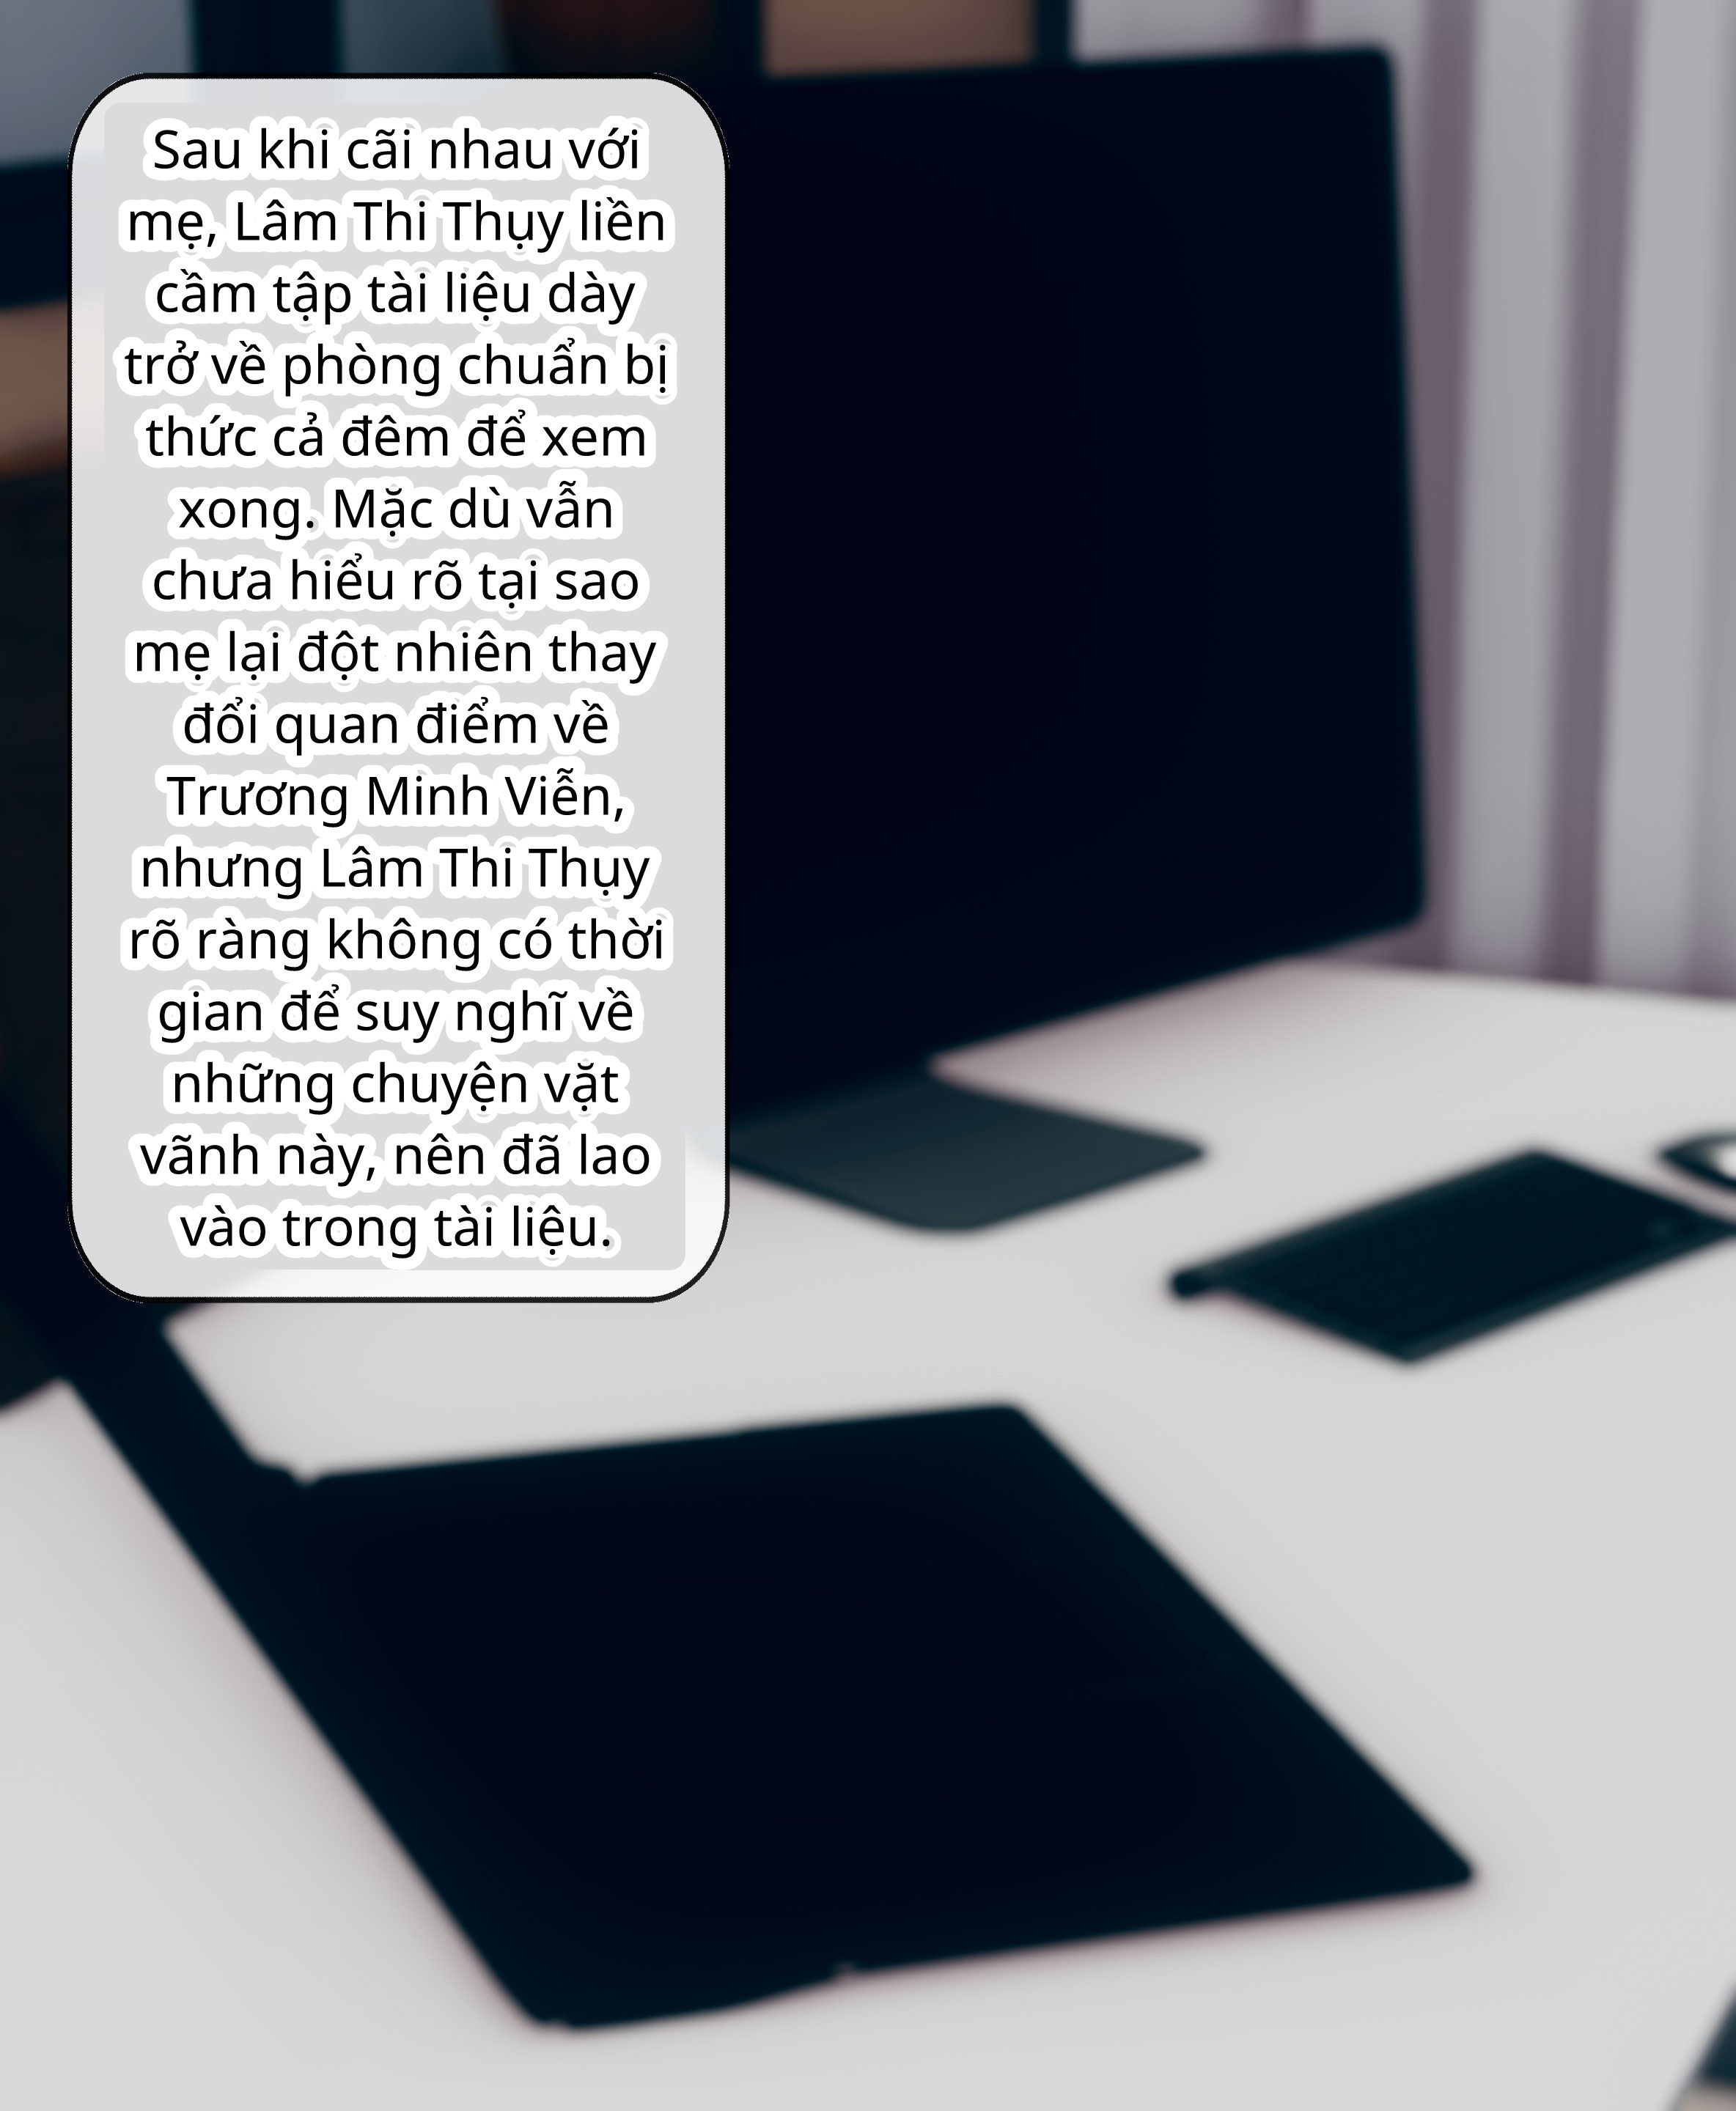 Sau khi cãi nhau với
mẹ, Lâm Thi Thụy liền
cầm tập tài liệu dày
trở về phòng chuẩn bị
thức cả đêm để xem
xong. Mặc dù vẫn
chưa hiểu rõ tại sao
mẹ lại đột nhiên thay
đổi quan điểm về
Trương Minh Viễn,
nhưng Lâm Thi Thụy
rõ ràng không có thời
gian để suy nghĩ về
những chuyện vặt
vãnh này, nên đã lao
vào trong tài liệu.